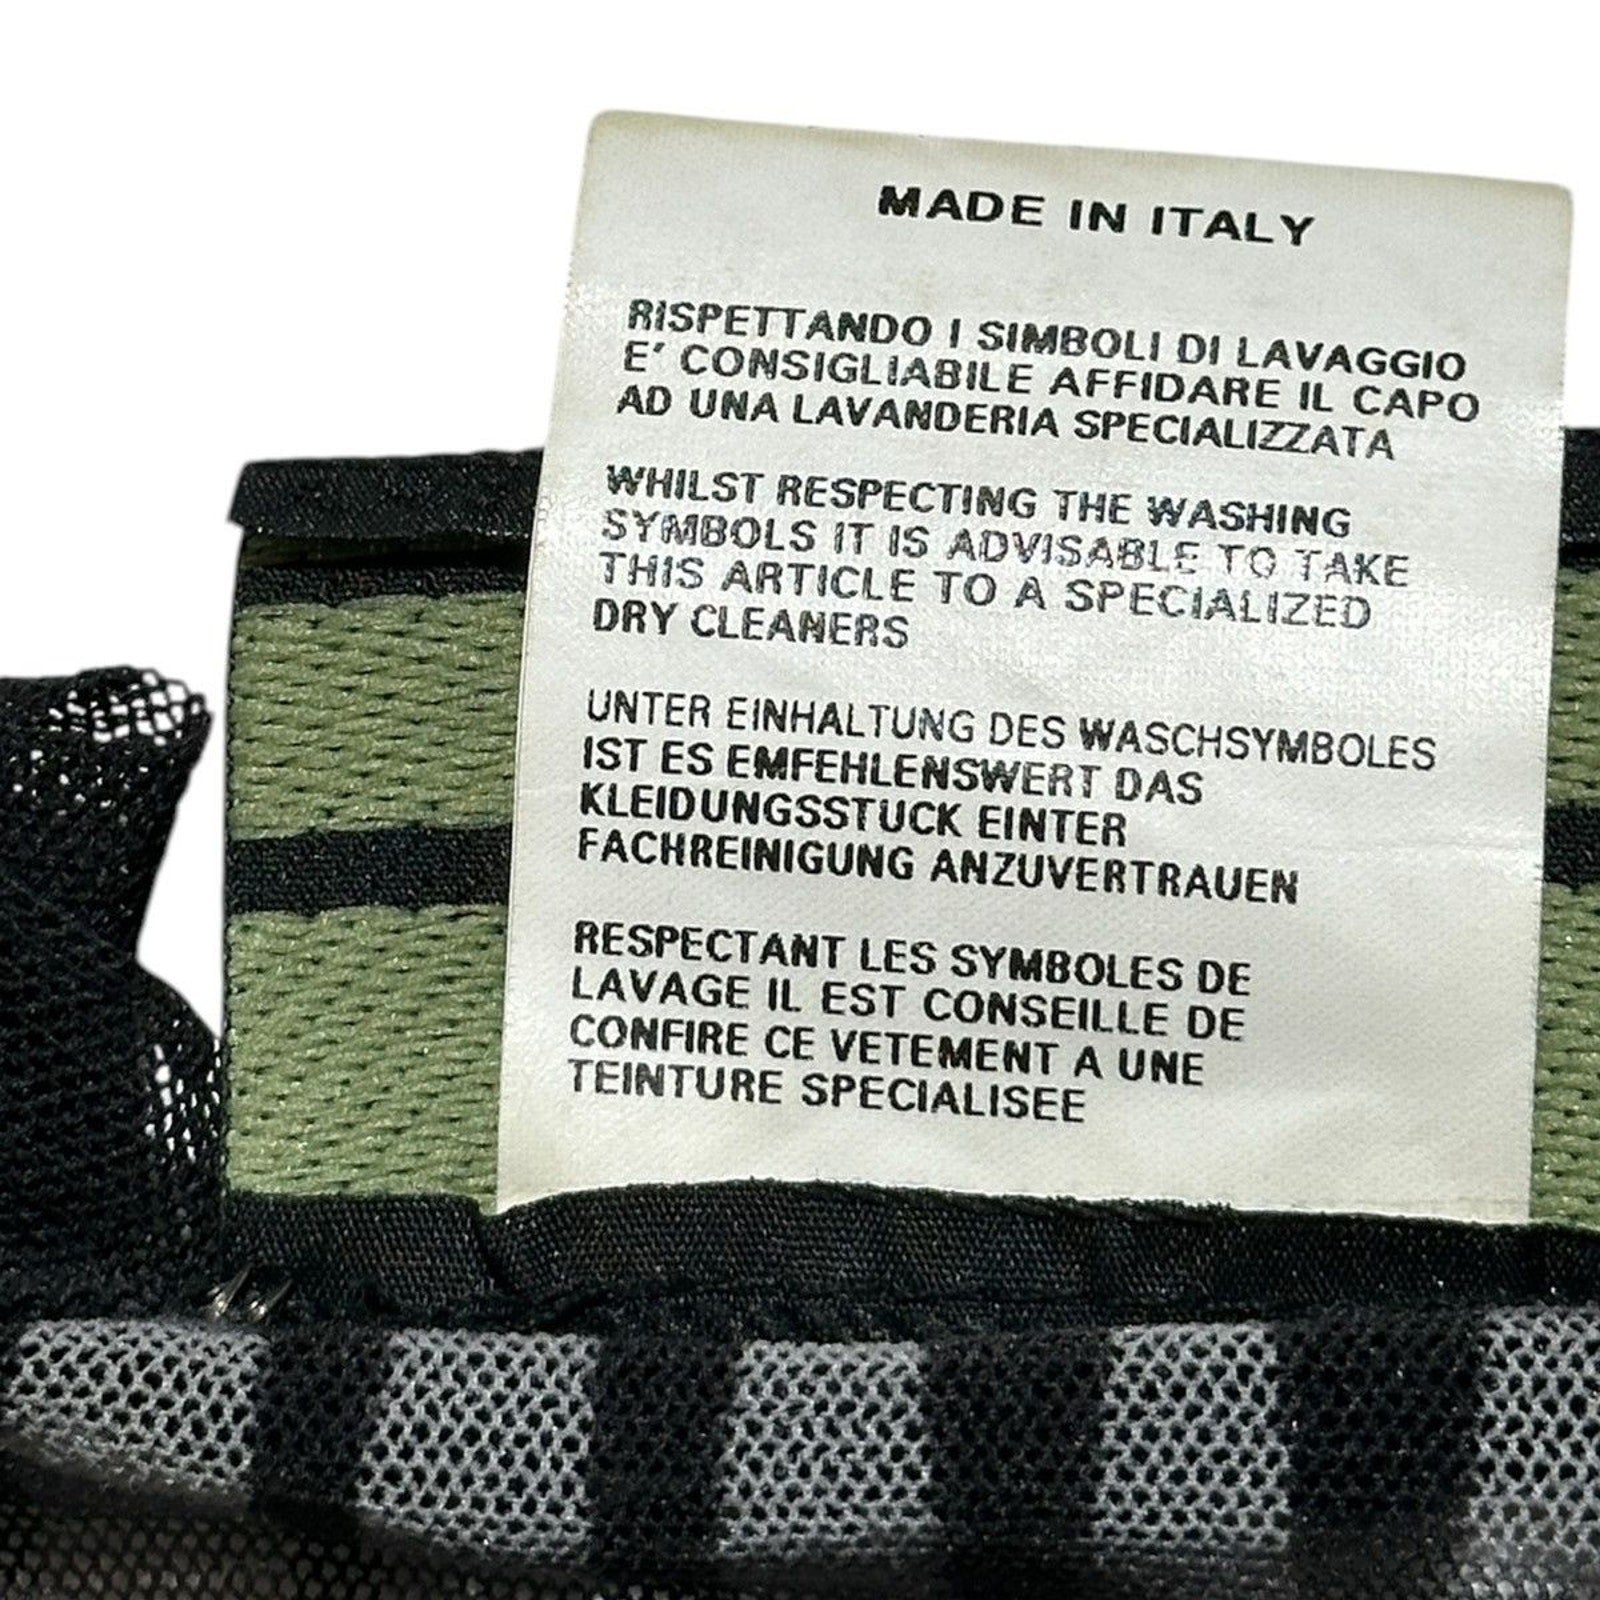 MADE IN ITALY
RISPETTANDO I SIMBOLI DI LAVAGGIO
E' CONSIGLIABILE AFFIDARE IL CAPO
AD UNA LAVANDERIA SPECIALIZZATA
WHILST RESPECTING THE WASHING
SYMBOLS IT IS ADVISABLE TO TAKE
THIS ARTICLE TO A SPECIALIZED
DRY CLEANERS
UNTER EINHALTUNG DES WASCHSYMBOLES
IST ES EMFEHLENSWERT DAS
KLEIDUNGSSTUCK EINTER
FACHREINIGUNG ANZUVERTRAUEN
RESPECTANT LES SYMBOLES DE
LAVAGE IL EST CONSEILLE DE
CONFIRE CE VETEMENT A UNE
TEINTURE SPECIALISEE